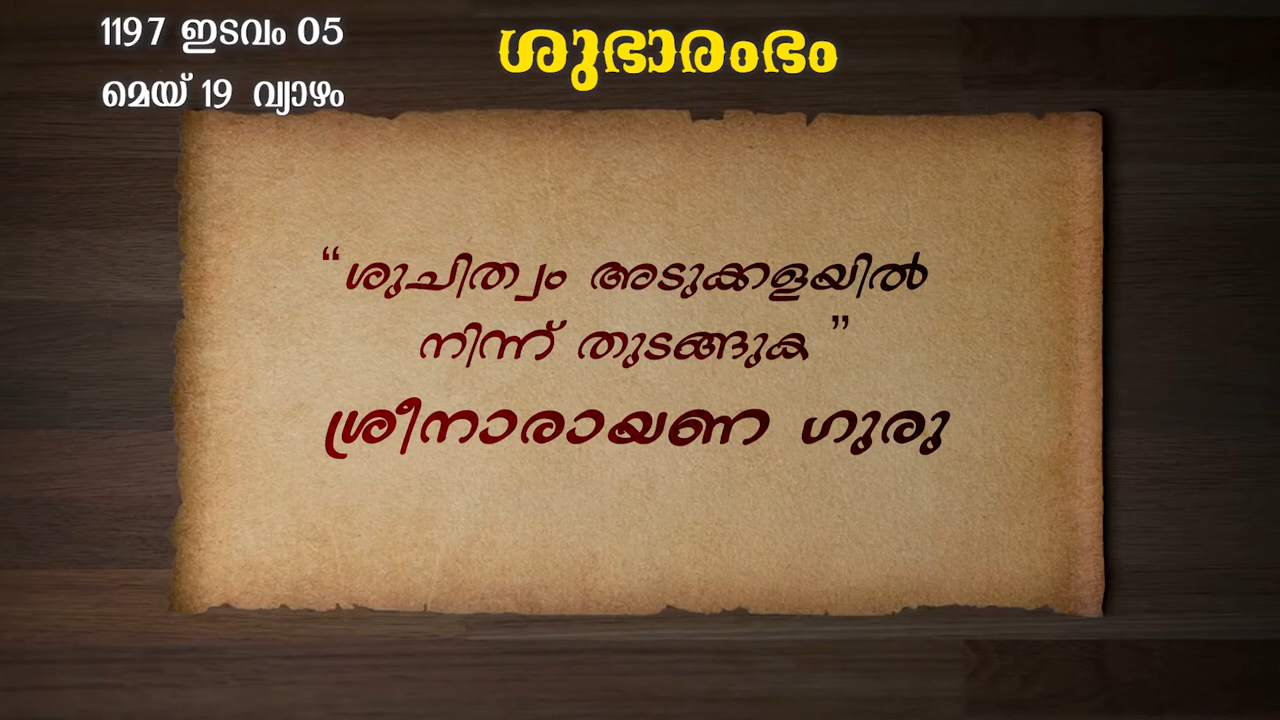 1197 ഇടവം 05
മെയ് 19 വ്യാഴം
ശുഭാരംഭം
“ശുചിത്വം അടുക്കളയിൽ
നിന്ന് തുടങ്ങുക ”
ശ്രീനാരായണ ഗുരു